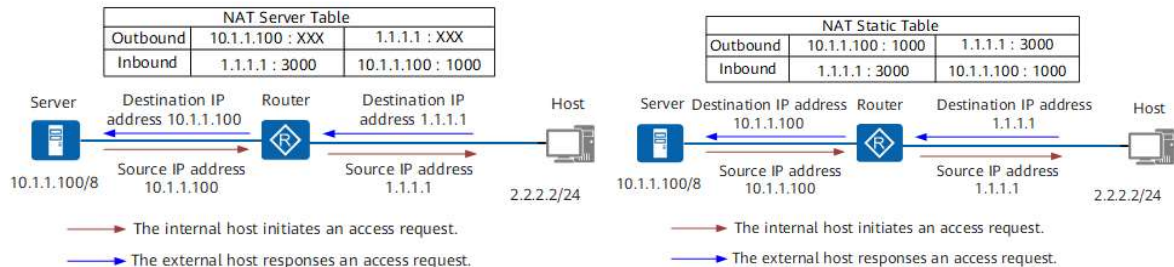 NAT Server Table
Outbound 10.1.1.100 : XXX 1.1.1.1 : XXX
Inbound 1.1.1.1 : 3000 10.1.1.100 : 1000
Server
Destination IP
address 10.1.1.100
Router
Destination IP
address 1.1.1.1
Host
R
10.1.1.100/8
Source IP address
10.1.1.100
Source IP address
1.1.1.1
2.2.2.2/24
The internal host initiates an access request.
The external host responses an access request.
NAT Static Table
Outbound 10.1.1.100 : 1000 1.1.1.1 : 3000
Inbound 1.1.1.1 : 3000 10.1.1.100 : 1000
Server
Destination IP address
10.1.1.100
Router
Destination IP address
1.1.1.1
Host
R
10.1.1.100/8
Source IP address
10.1.1.100
Source IP address
1.1.1.1
2.2.2.2/24
The internal host initiates an access request.
The external host responses an access request.